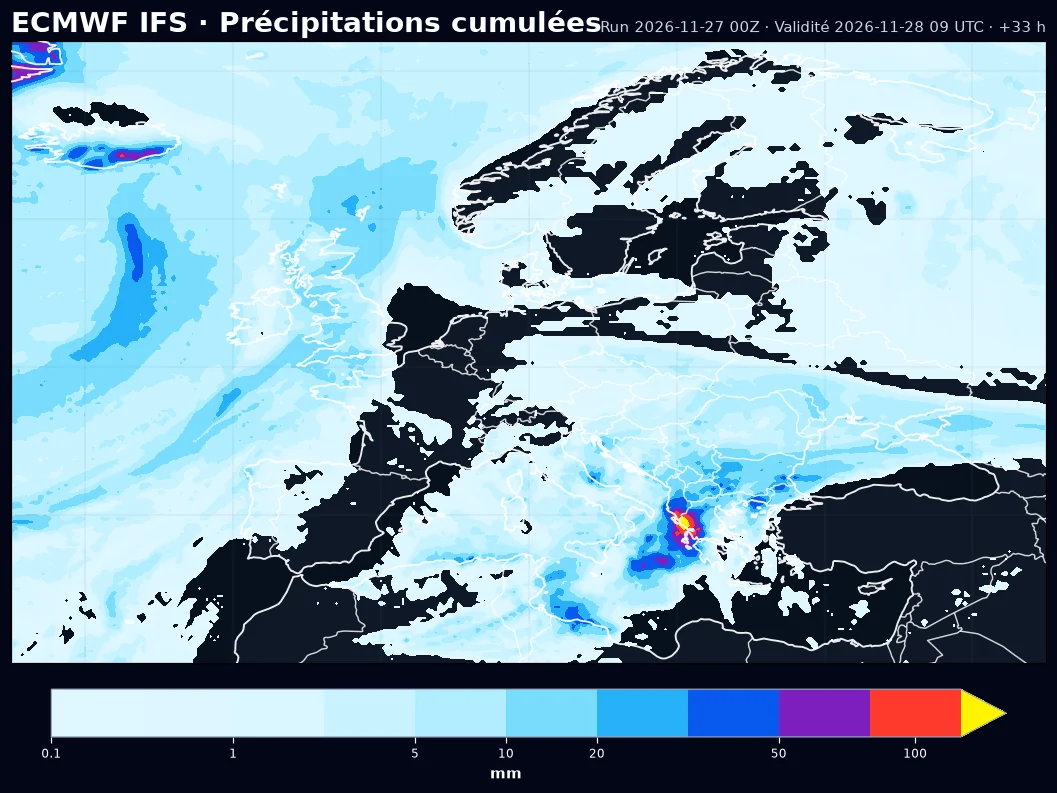 ECMWF IFS · Précipitations cumulées
Run 2026-11-27 00Z · Validité 2026-11-28 09 UTC · +33 h
0.1 1 5 10 20 50 100
mm